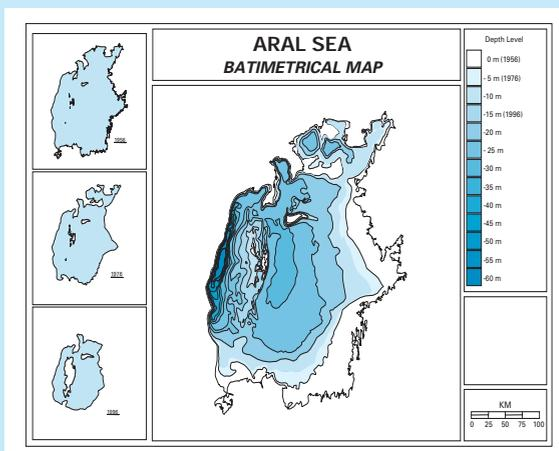 ARAL SEA
BATIMETRICAL MAP
1956
1976
1996
Depth Level
0 m (1956)
- 5 m (1976)
-10 m
-15 m (1996)
-20 m
-25 m
-30 m
-35 m
-40 m
-45 m
-50 m
-55 m
-60 m
KM
0 25 50 75 100